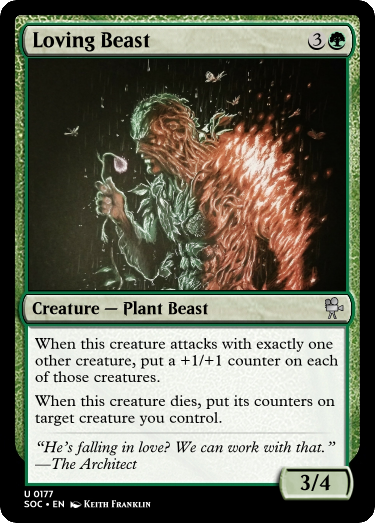 Loving Beast 3
Creature — Plant Beast
When this creature attacks with exactly one
other creature, put a +1/+1 counter on each
of those creatures.
When this creature dies, put its counters on
target creature you control.
“He’s falling in love? We can work with that.”
—The Architect
3/4
U 0177
SOC • EN Keith Franklin